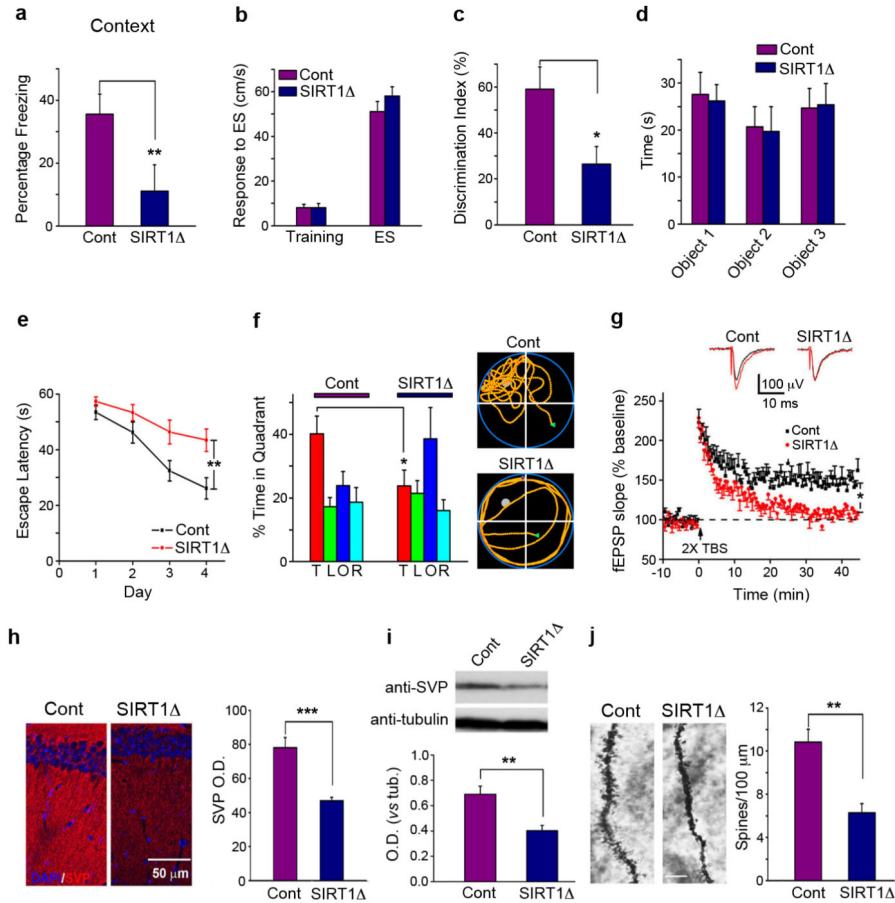 a
Context
Percentage Freezing
40
20
0
**
Cont
SIRT1Δ
b
Response to ES (cm/s)
60
40
20
0
Cont
SIRT1Δ
Training
ES
c
Discrimination Index (%)
60
40
20
0
*
Cont
SIRT1Δ
d
Time (s)
30
20
10
0
Cont
SIRT1Δ
Object 1
Object 2
Object 3
e
Escape Latency (s)
60
40
20
0
**
Cont
SIRT1Δ
0 1 2 3 4
Day
f
% Time in Quadrant
60
40
20
0
Cont
SIRT1Δ
*
T L O R
T L O R
Cont
SIRT1Δ
g
Cont
SIRT1Δ
100 μV
10 ms
fEPSP slope (% baseline)
250
200
150
100
50
Cont
SIRT1Δ
*
2X TBS
-10 0 10 20 30 40
Time (min)
h
Cont
SIRT1Δ
DAPI/SVP
50 μm
SVP O.D.
100
80
60
40
20
0
***
Cont
SIRT1Δ
i
Cont
SIRT1Δ
anti-SVP
anti-tubulin
O.D. (vs tub.)
1.0
0.8
0.6
0.4
0.2
0.0
**
Cont
SIRT1Δ
j
Cont
SIRT1Δ
Spines/100 μm
12
10
8
6
6
2
0
**
Cont
SIRT1Δ